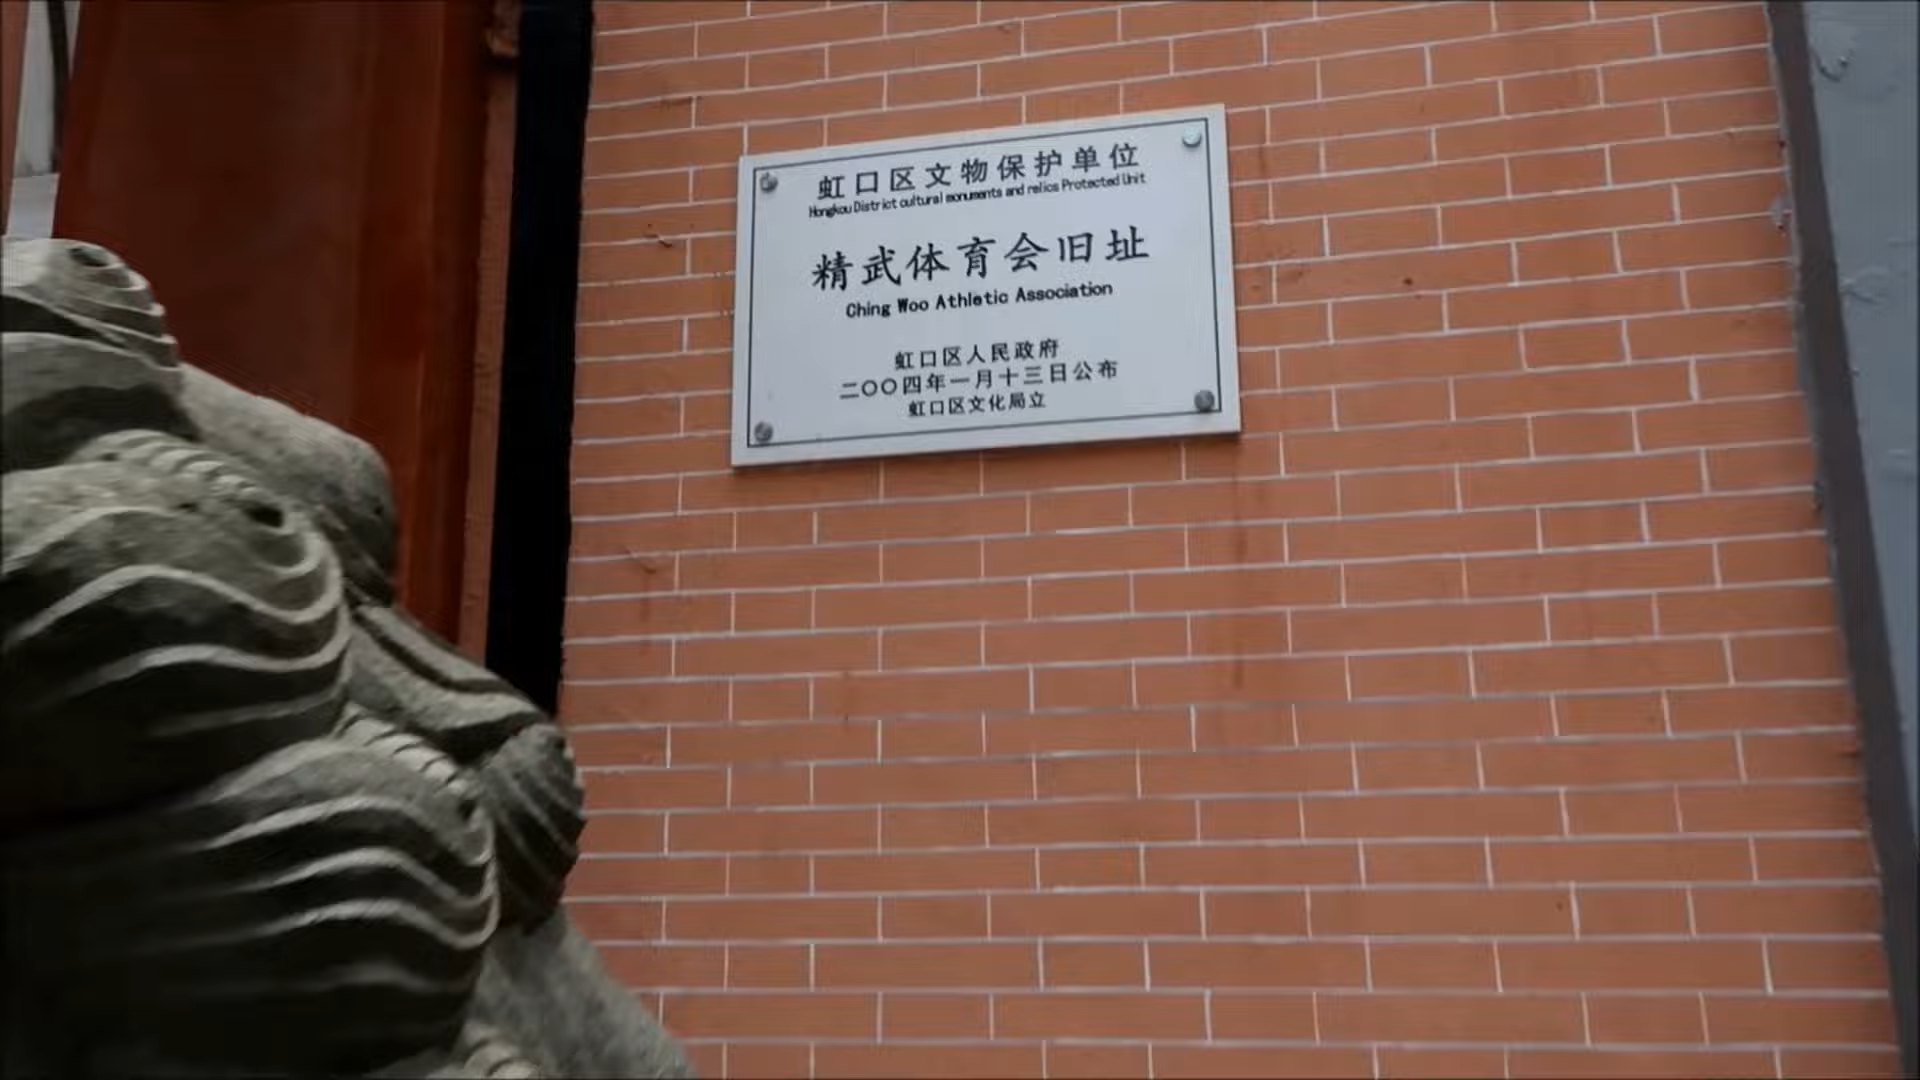 虹口区文物保护单位
Hongkou District cultural monuments and relics Protected Unit
精武体育会旧址
Ching Woo Athletic Association
虹口区人民政府
二〇〇四年一月十三日公布
虹口区文化局立